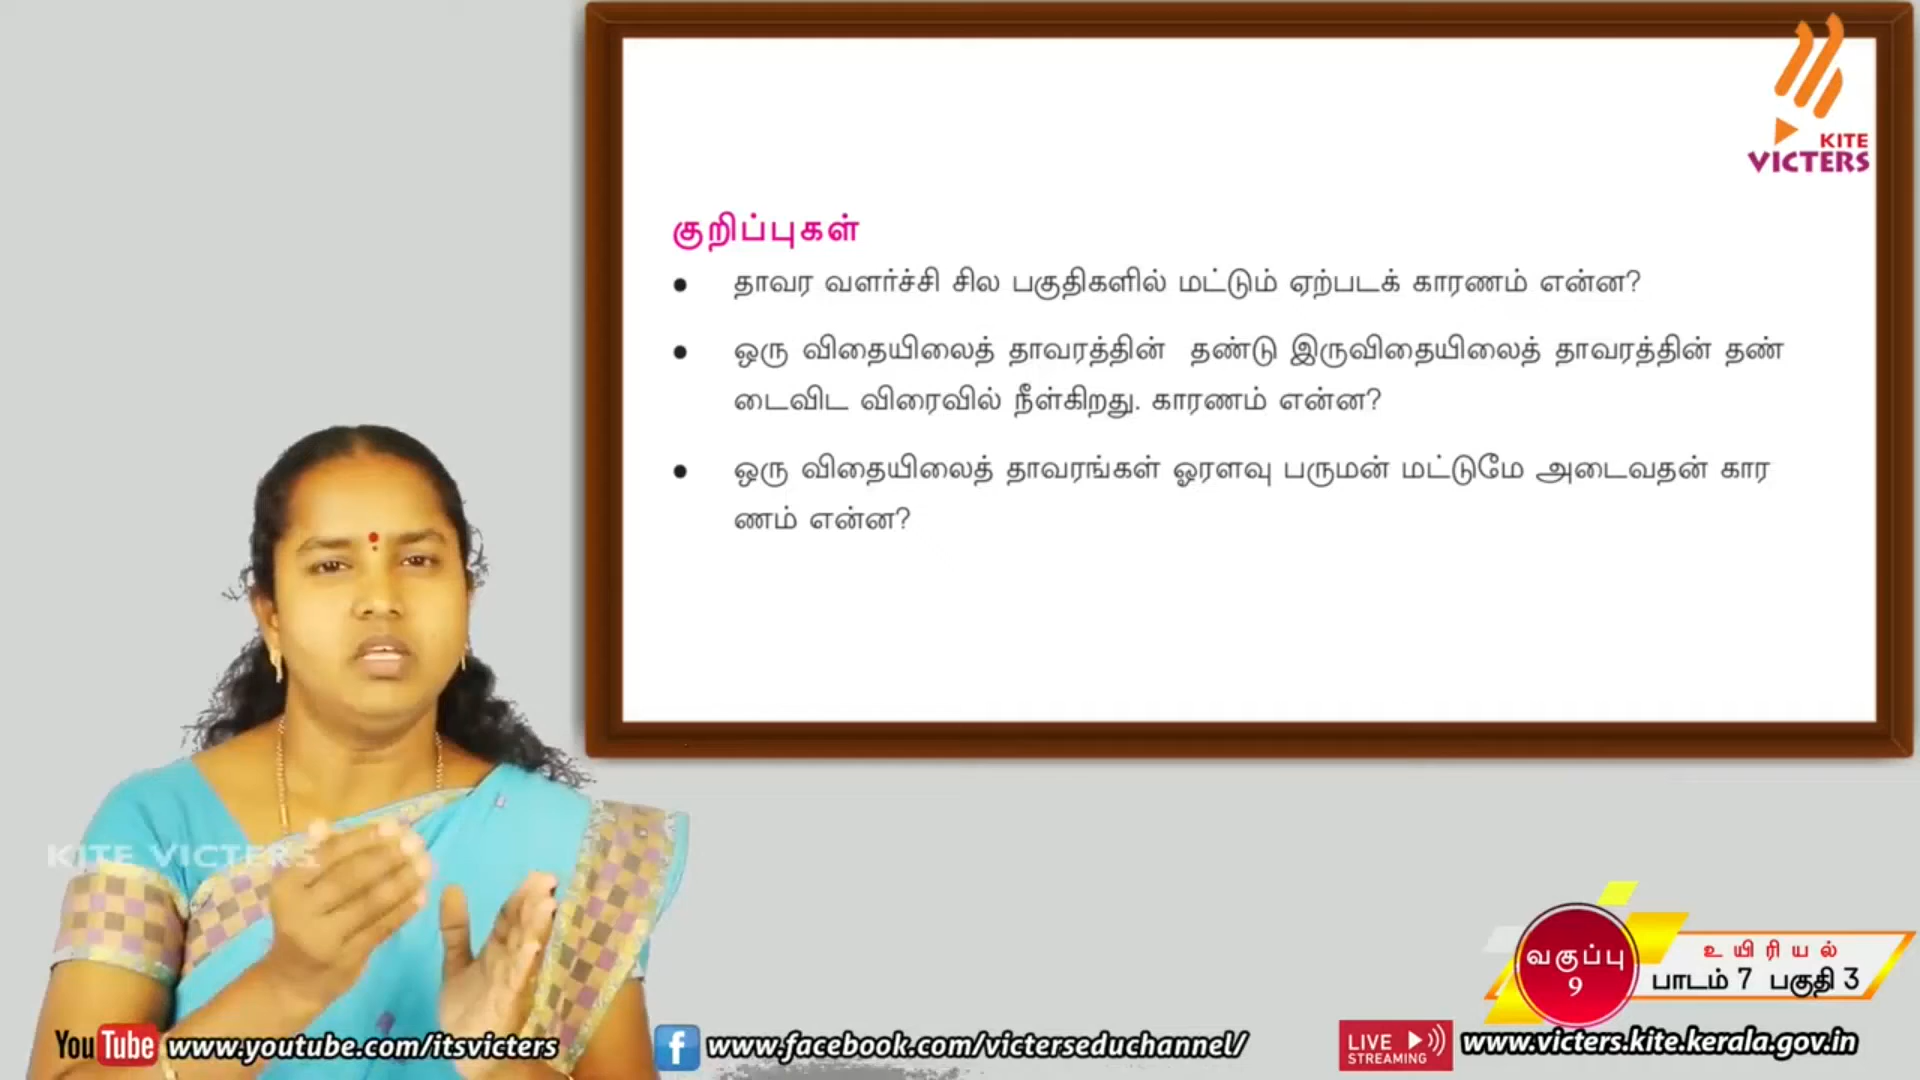 KITE
VICTERS
குறிப்புகள்
● தாவர வளர்ச்சி சில பகுதிகளில் மட்டும் ஏற்படக் காரணம் என்ன?
● ஒரு விதையிலைத் தாவரத்தின் தண்டு இருவிதையிலைத் தாவரத்தின் தண்
டைவிட விரைவில் நீள்கிறது. காரணம் என்ன?
● ஒரு விதையிலைத் தாவரங்கள் ஓரளவு பருமன் மட்டுமே அடைவதன் கார
ணம் என்ன?
KITE VICTERS
வகுப்பு
9
உயிரியல்
பாடம் 7 பகுதி 3
YouTube www.youtube.com/itsvicters
f www.facebook.com/victerseduchannel/
LIVE
STREAMING
www.victers.kite.kerala.gov.in